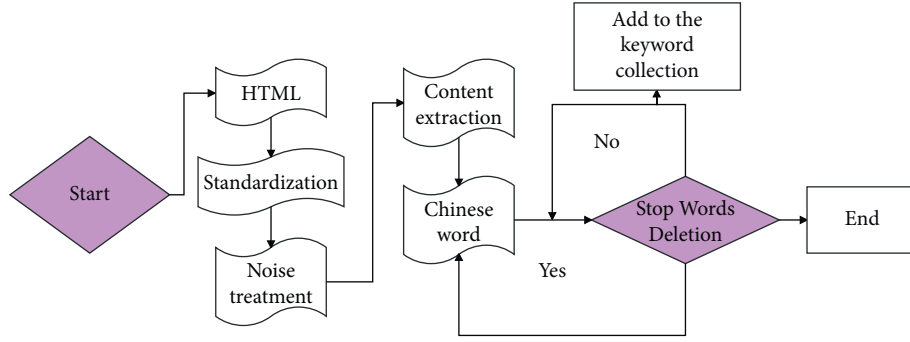 Start
HTML
Standardization
Noise
treatment
Content
extraction
Chinese
word
Add to the
keyword
collection
No
Yes
Stop Words
Deletion
End